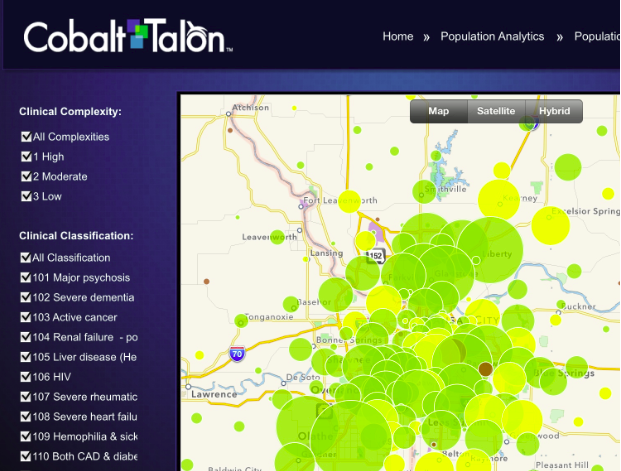 Cobalt Talon™
Home » Population Analytics » Populatio
Clinical Complexity:
All Complexities
1 High
2 Moderate
3 Low
Clinical Classification:
All Classification
101 Major psychosis
102 Severe dementia
103 Active cancer
104 Renal failure - po
105 Liver disease (He
106 HIV
107 Severe rheumatic
108 Severe heart failu
109 Hemophilia & sick
110 Both CAD & diabe
Map Satellite Hybrid
Atchison
Smithville
Fort Leavenworth
Kearney
Excelsior Spring
Leavenworth
Lansing
152
Liberty
Basehor
Buckner
Tonganoxie
Bonner Springs
70
De Soto
Lawrence
Springs
Olathe
wood
Pleasant Hill
Baldwin City